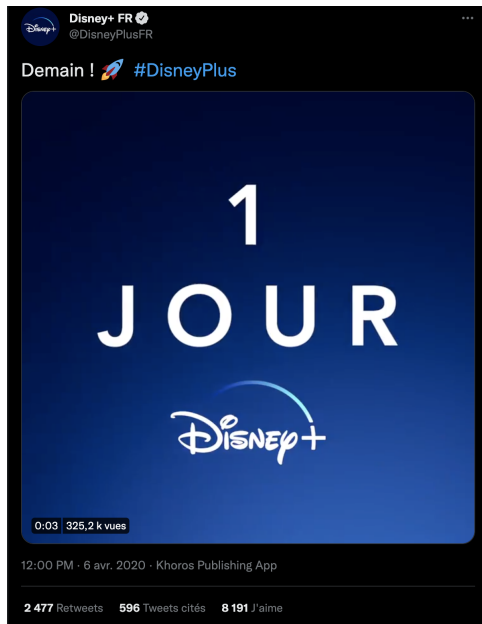 Disney+ FR
@DisneyPlusFR
Disney+
Demain ! 🚀 #DisneyPlus
1
JOUR
Disney+
0:03 325,2 k vues
12:00 PM · 6 avr. 2020 · Khoros Publishing App
2 477 Retweets 596 Tweets cités 8 191 J'aime